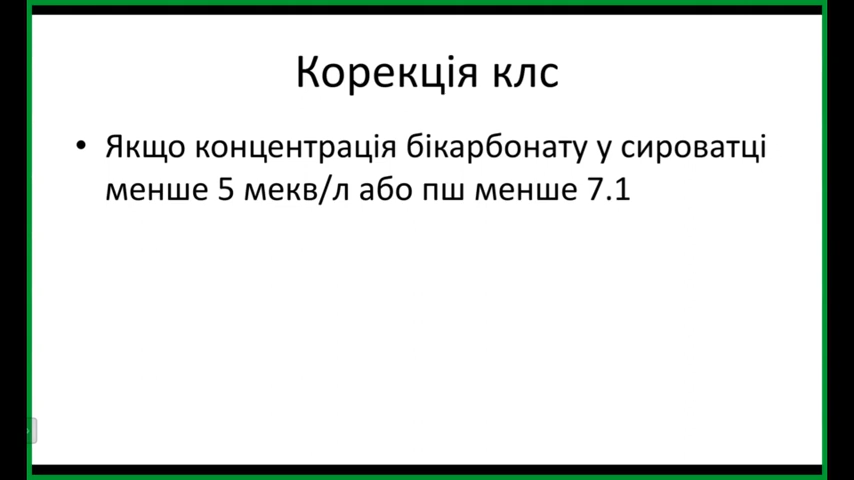 Корекція клс
• Якщо концентрація бікарбонату у сироватці
менше 5 мекв/л або пш менше 7.1